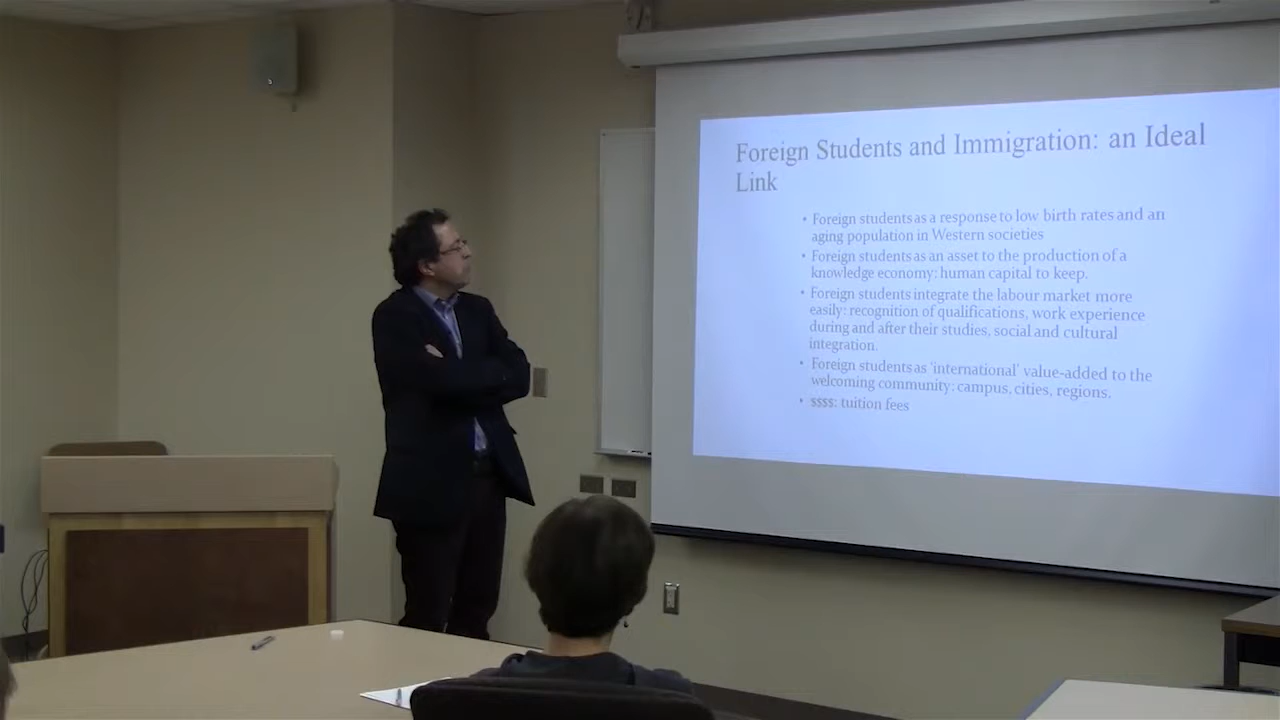 Foreign Students and Immigration: an Ideal
Link
• Foreign students as a response to low birth rates and an
aging population in Western societies
• Foreign students as an asset to the production of a
knowledge economy: human capital to keep.
• Foreign students integrate the labour market more
easily: recognition of qualifications, work experience
during and after their studies, social and cultural
integration.
• Foreign students as 'international' value-added to the
welcoming community: campus, cities, regions.
• $$$$: tuition fees